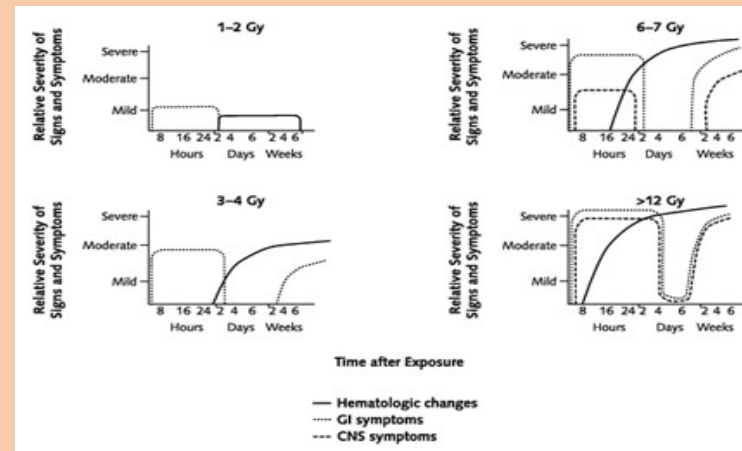 1–2 Gy
Relative Severity of
Signs and Symptoms
Severe
Moderate
Mild
8 16 24 2 4 6 2 4 6
Hours Days Weeks
6–7 Gy
Relative Severity of
Signs and Symptoms
Severe
Moderate
Mild
8 16 24 2 4 6 2 4 6
Hours Days Weeks
3–4 Gy
Relative Severity of
Signs and Symptoms
Severe
Moderate
Mild
8 16 24 2 4 6 2 4 6
Hours Days Weeks
>12 Gy
Relative Severity of
Signs and Symptoms
Severe
Moderate
Mild
8 16 24 2 4 6 2 4 6
Hours Days Weeks
Time after Exposure
Hematologic changes
GI symptoms
CNS symptoms